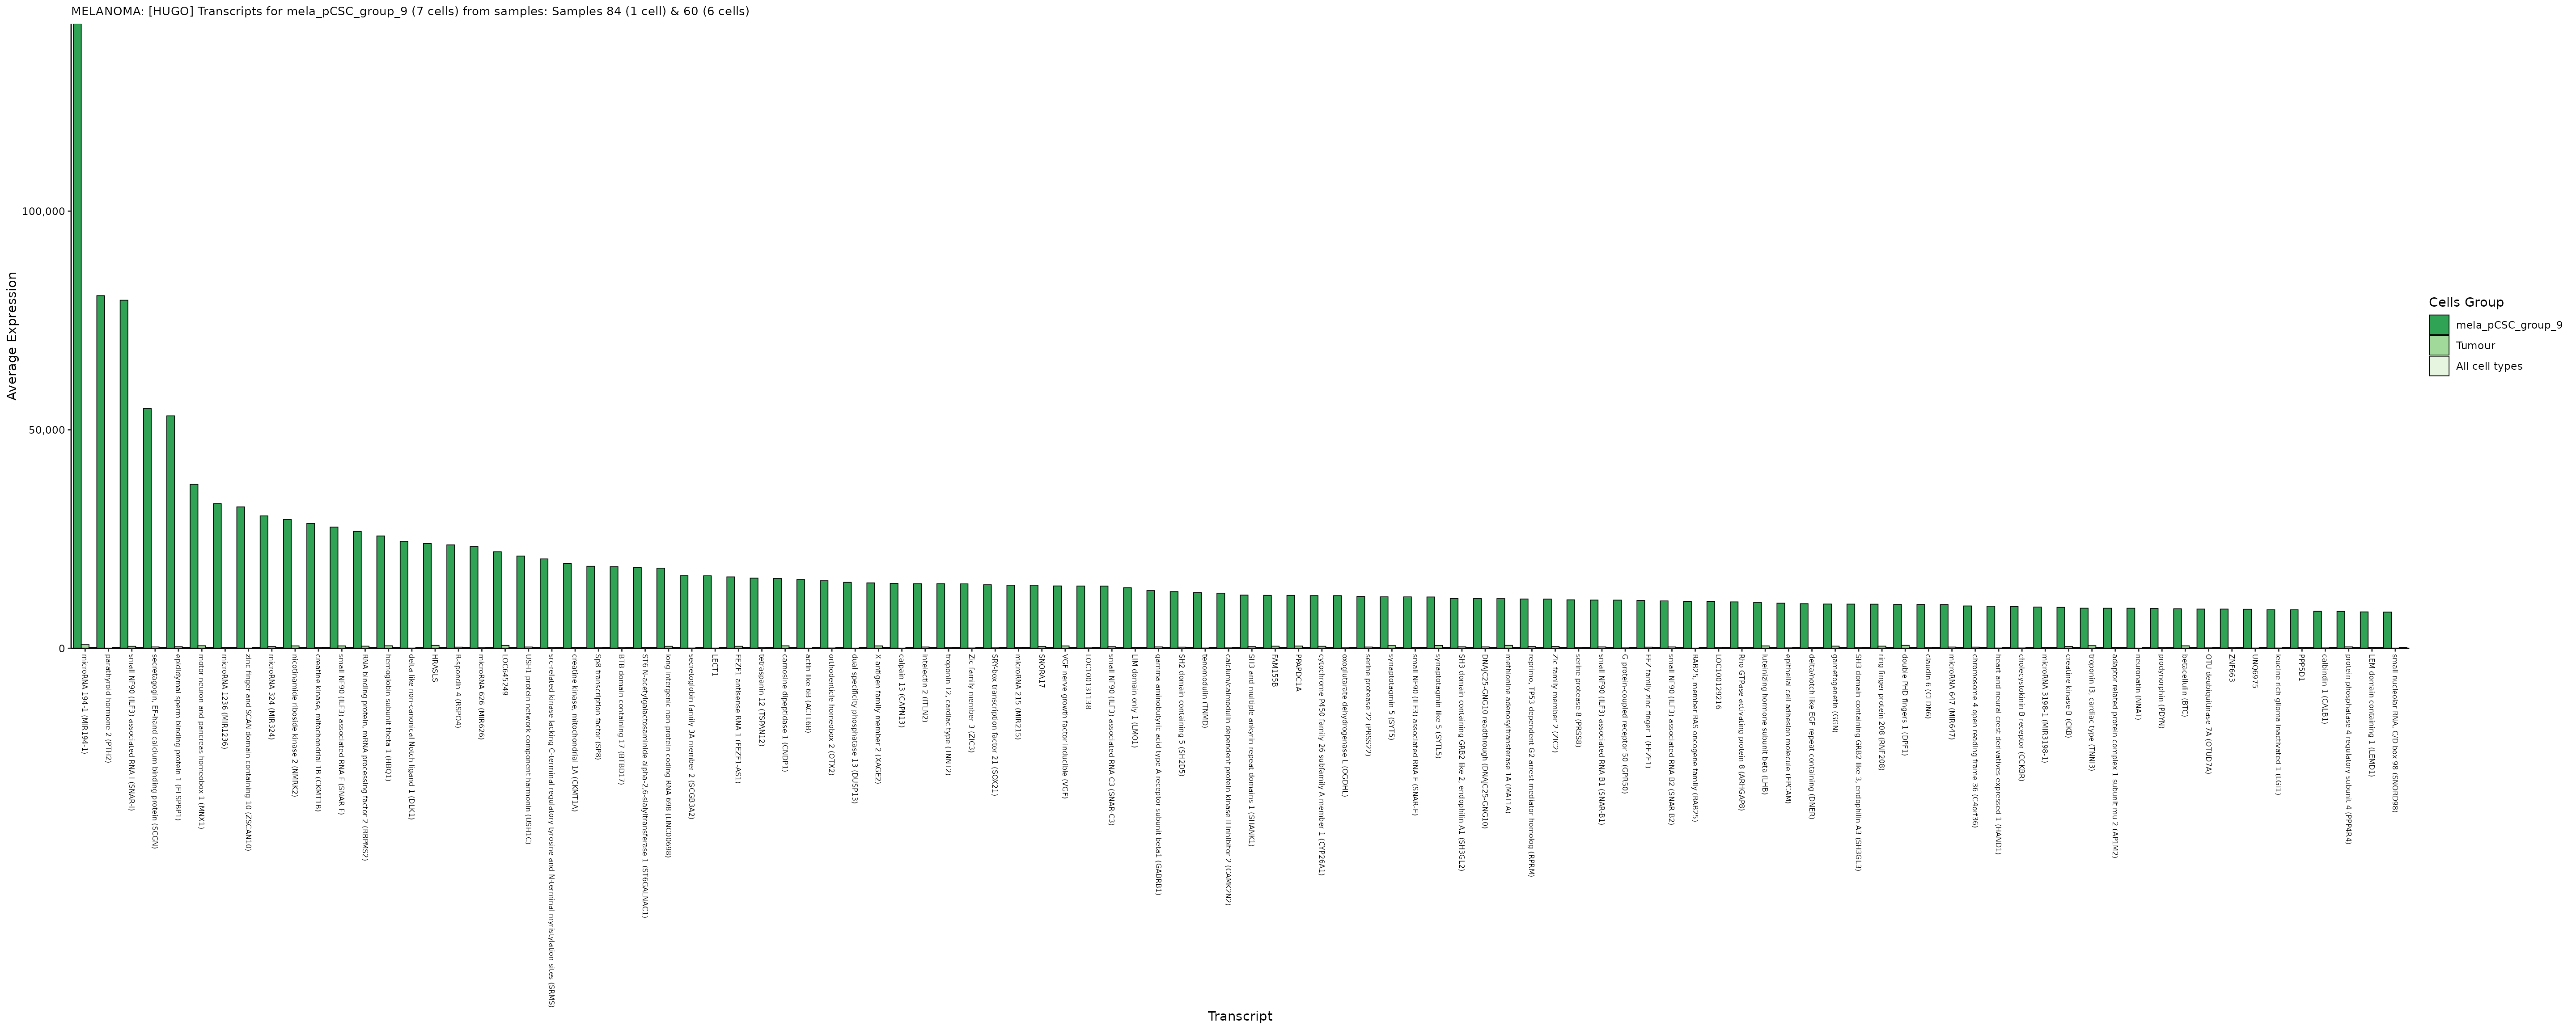 MELANOMA: [HUGO] Transcripts for mela_pCSC_group_9 (7 cells) from samples: Samples 84 (1 cell) & 60 (6 cells)
Average Expression
100,000
50,000
0
microRNA 194-1 (MIR194-1)
parathyroid hormone 2 (PTH2)
small NF90 (ILF3) associated RNA I (SNAR-I)
secretagogin, EF-hand calcium binding protein (SCGN)
epididymal sperm binding protein 1 (ELSPBP1)
motor neuron and pancreas homeobox 1 (MNX1)
microRNA 1236 (MIR1236)
zinc finger and SCAN domain containing 10 (ZSCAN10)
microRNA 324 (MIR324)
nicotinamide riboside kinase 2 (NMRK2)
creatine kinase, mitochondrial 1B (CKMT1B)
small NF90 (ILF3) associated RNA F (SNAR-F)
RNA binding protein, mRNA processing factor 2 (RBPMS2)
hemoglobin subunit theta 1 (HBQ1)
delta like non-canonical Notch ligand 1 (DLK1)
HRASLS
R-spondin 4 (RSPO4)
microRNA 626 (MIR626)
LOC645249
USH1 protein network component harmonin (USH1C)
src-related kinase lacking C-terminal regulatory tyrosine and N-terminal myristylation sites (SRMS)
creatine kinase, mitochondrial 1A (CKMT1A)
Sp8 transcription factor (SP8)
BTB domain containing 17 (BTBD17)
ST6 N-acetylgalactosaminide alpha-2,6-sialyltransferase 1 (ST6GALNAC1)
long intergenic non-protein coding RNA 698 (LINC00698)
secretoglobin family 3A member 2 (SCGB3A2)
LECT1
FEZF1 antisense RNA 1 (FEZF1-AS1)
tetraspanin 12 (TSPAN12)
carnosine dipeptidase 1 (CNDP1)
actin like 6B (ACTL6B)
orthodenticle homeobox 2 (OTX2)
dual specificity phosphatase 13 (DUSP13)
X antigen family member 2 (XAGE2)
calpain 13 (CAPN13)
intelectin 2 (ITLN2)
troponin T2, cardiac type (TNNT2)
Zic family member 3 (ZIC3)
SRY-box transcription factor 21 (SOX21)
microRNA 215 (MIR215)
SNORA17
VGF nerve growth factor inducible (VGF)
LOC100131138
small NF90 (ILF3) associated RNA C3 (SNAR-C3)
LIM domain only 1 (LMO1)
gamma-aminobutyric acid type A receptor subunit beta1 (GABRB1)
SH2 domain containing 5 (SH2D5)
tenomodulin (TNMD)
calcium/calmodulin dependent protein kinase II inhibitor 2 (CAMK2N2)
SH3 and multiple ankyrin repeat domains 1 (SHANK1)
FAM155B
PPAPDC1A
cytochrome P450 family 26 subfamily A member 1 (CYP26A1)
oxoglutarate dehydrogenase L (OGDHL)
serine protease 22 (PRSS22)
synaptotagmin 5 (SYT5)
small NF90 (ILF3) associated RNA E (SNAR-E)
synaptotagmin like 5 (SYTL5)
SH3 domain containing GRB2 like 2, endophilin A1 (SH3GL2)
DNAJC25-GNG10 readthrough (DNAJC25-GNG10)
methionine adenosyltransferase 1A (MAT1A)
reprimo, TP53 dependent G2 arrest mediator homolog (RPRM)
Zic family member 2 (ZIC2)
serine protease 8 (PRSS8)
small NF90 (ILF3) associated RNA B1 (SNAR-B1)
G protein-coupled receptor 50 (GPR50)
FEZ family zinc finger 1 (FEZF1)
small NF90 (ILF3) associated RNA B2 (SNAR-B2)
RAB25, member RAS oncogene family (RAB25)
LOC100129216
Rho GTPase activating protein 8 (ARHGAP8)
luteinizing hormone subunit beta (LHB)
epithelial cell adhesion molecule (EPCAM)
delta/notch like EGF repeat containing (DNER)
gametogenetin (GGN)
SH3 domain containing GRB2 like 3, endophilin A3 (SH3GL3)
ring finger protein 208 (RNF208)
double PHD fingers 1 (DPF1)
claudin 6 (CLDN6)
microRNA 647 (MIR647)
chromosome 4 open reading frame 36 (C4orf36)
heart and neural crest derivatives expressed 1 (HAND1)
cholecystokinin B receptor (CCKBR)
microRNA 3198-1 (MIR3198-1)
creatine kinase B (CKB)
troponin I3, cardiac type (TNNI3)
adaptor related protein complex 1 subunit mu 2 (AP1M2)
neuronatin (NNAT)
prodynorphin (PDYN)
betacellulin (BTC)
OTU deubiquitinase 7A (OTUD7A)
ZNF663
UNQ6975
leucine rich glioma inactivated 1 (LGI1)
PPP5D1
calbindin 1 (CALB1)
protein phosphatase 4 regulatory subunit 4 (PPP4R4)
LEM domain containing 1 (LEMD1)
small nucleolar RNA, C/D box 98 (SNORD98)
Transcript
Cells Group
mela_pCSC_group_9
Tumour
All cell types